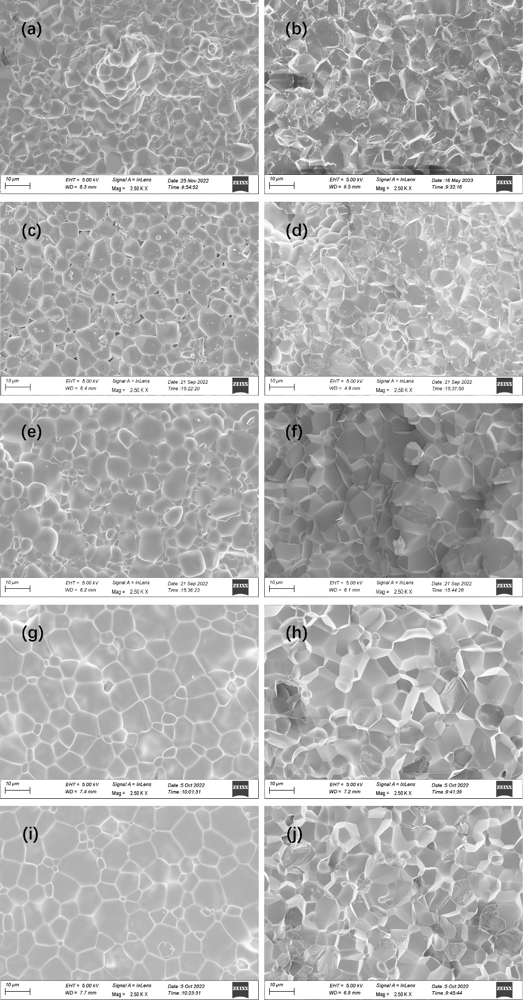 (a)
10 µm
EHT = 5.00 kV
Signal A = InLens
Date :25 Nov 2022
ZEISS
WD = 6.3 mm
Mag = 2.50 K X
Time :9:54:52
(b)
10 µm
EHT = 5.00 kV
Signal A = InLens
Date :16 May 2023
ZEISS
WD = 9.5 mm
Mag = 2.50 K X
Time :9:32:16
(c)
10 µm
EHT = 5.00 kV
Signal A = InLens
Date :21 Sep 2022
ZEISS
WD = 6.4 mm
Mag = 2.50 K X
Time :15:22:20
(d)
10 µm
EHT = 5.00 kV
Signal A = InLens
Date :21 Sep 2022
ZEISS
WD = 4.9 mm
Mag = 2.50 K X
Time :15:31:50
(e)
10 µm
EHT = 5.00 kV
Signal A = InLens
Date :21 Sep 2022
ZEISS
WD = 6.2 mm
Mag = 2.50 K X
Time :15:36:23
(f)
10 µm
EHT = 5.00 kV
Signal A = InLens
Date :21 Sep 2022
ZEISS
WD = 6.1 mm
Mag = 2.50 K X
Time :15:44:28
(g)
10 µm
EHT = 5.00 kV
Signal A = InLens
Date :5 Oct 2022
ZEISS
WD = 7.4 mm
Mag = 2.50 K X
Time :10:01:31
(h)
10 µm
EHT = 5.00 kV
Signal A = InLens
Date :5 Oct 2022
ZEISS
WD = 7.2 mm
Mag = 2.50 K X
Time :9:41:39
(i)
10 µm
EHT = 5.00 kV
Signal A = InLens
Date :5 Oct 2022
ZEISS
WD = 7.7 mm
Mag = 2.50 K X
Time :10:23:31
(j)
10 µm
EHT = 5.00 kV
Signal A = InLens
Date :5 Oct 2022
ZEISS
WD = 6.9 mm
Mag = 2.50 K X
Time :9:45:44